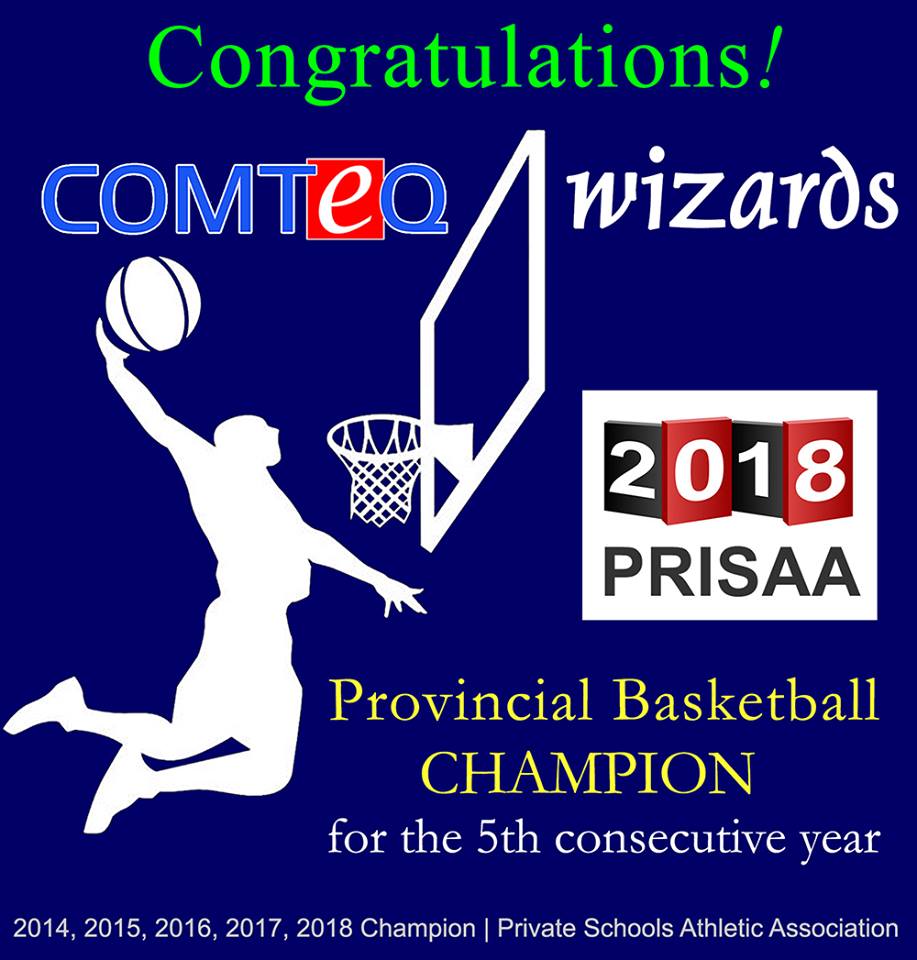 Congratulations!
COMTeQ wizards
2018
PRISAA
Provincial Basketball
CHAMPION
for the 5th consecutive year
2014, 2015, 2016, 2017, 2018 Champion | Private Schools Athletic Association